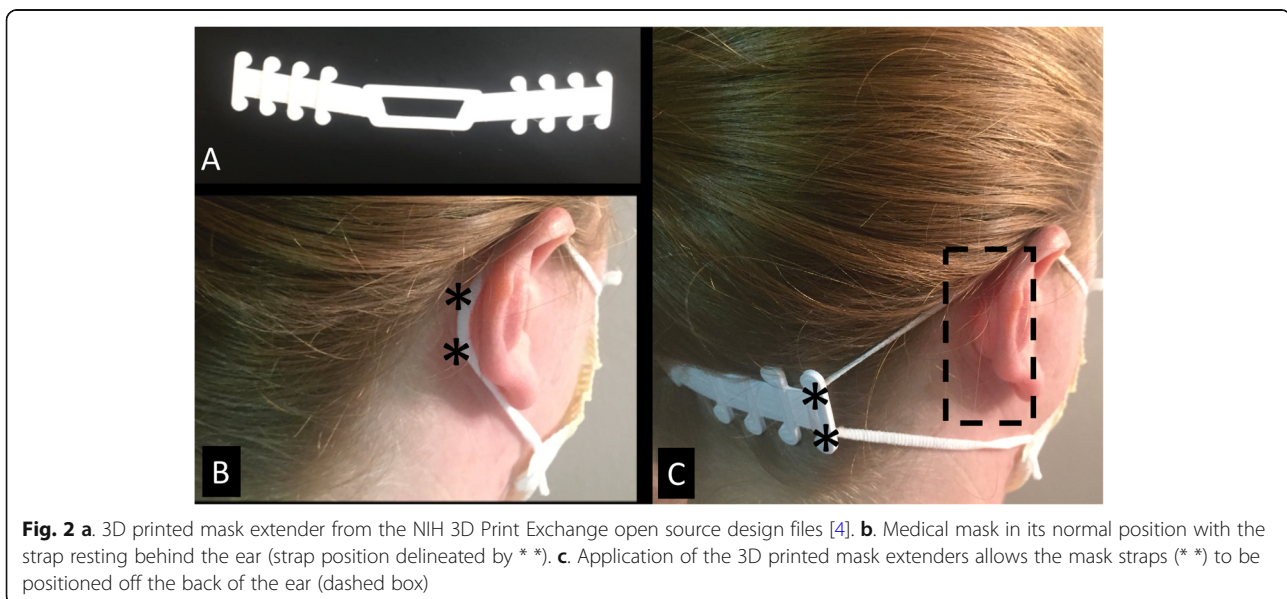 A
B
* *
C
* *
Fig. 2 a. 3D printed mask extender from the NIH 3D Print Exchange open source design files [4]. b. Medical mask in its normal position with the
strap resting behind the ear (strap position delineated by * *). c. Application of the 3D printed mask extenders allows the mask straps (* *) to be
positioned off the back of the ear (dashed box)